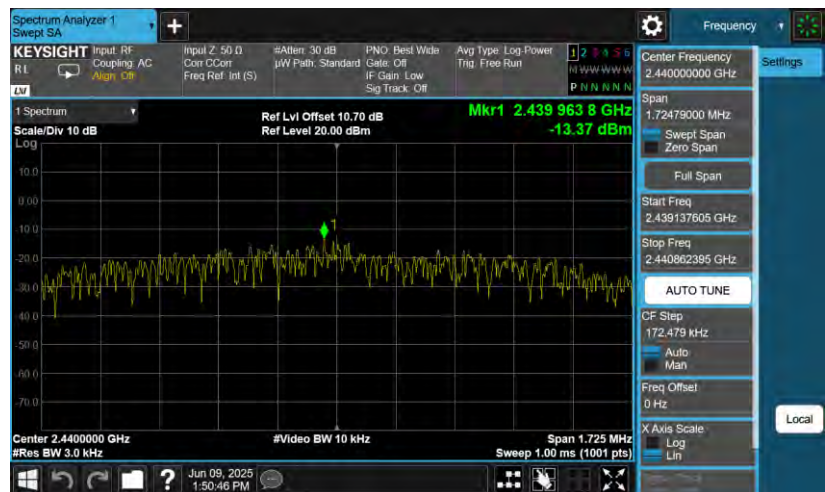 Spectrum Analyzer 1
Swept SA
Frequency
KEYSIGHT
R L
LXI
Input: RF
Coupling: AC
Align: Off
Input Z: 50 Ω
Corr CCorr
Freq Ref: Int (S)
#Atten: 30 dB
µW Path: Standard
PNO: Best Wide
Gate: Off
IF Gain: Low
Sig Track: Off
Avg Type: Log-Power
Trig: Free Run
1 2 3 4 5 6
M W W W W W
P N N N N N
1 Spectrum
Scale/Div 10 dB
Log
Ref Lvl Offset 10.70 dB
Ref Level 20.00 dBm
Mkr1 2.439 963 8 GHz
-13.37 dBm
10.0
0.00
-10.0
-20.0
-30.0
-40.0
-50.0
-60.0
-70.0
1
Center 2.4400000 GHz
#Res BW 3.0 kHz
#Video BW 10 kHz
Span 1.725 MHz
Sweep 1.00 ms (1001 pts)
Jun 09, 2025
1:50:46 PM
Center Frequency
2.440000000 GHz
Settings
Span
1.72479000 MHz
Swept Span
Zero Span
Full Span
Start Freq
2.439137605 GHz
Stop Freq
2.440862395 GHz
AUTO TUNE
CF Step
172.479 kHz
Auto
Man
Freq Offset
0 Hz
X Axis Scale
Log
Lin
Local